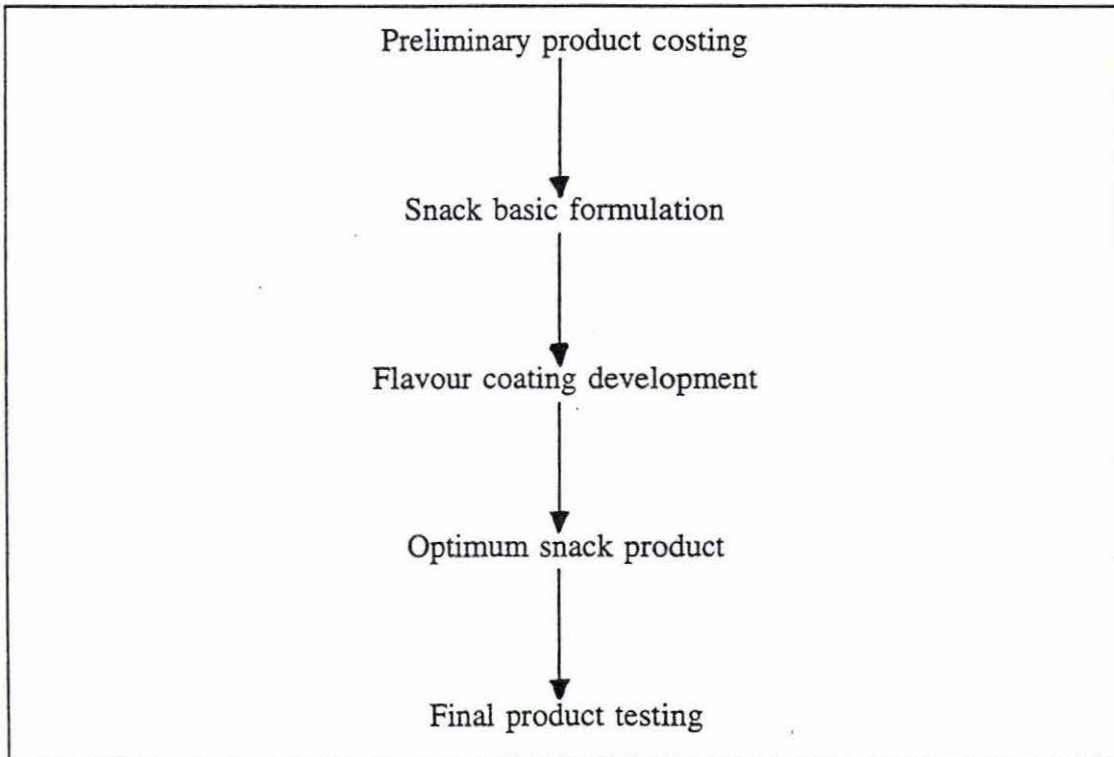 Preliminary product costing
Snack basic formulation
Flavour coating development
Optimum snack product
Final product testing